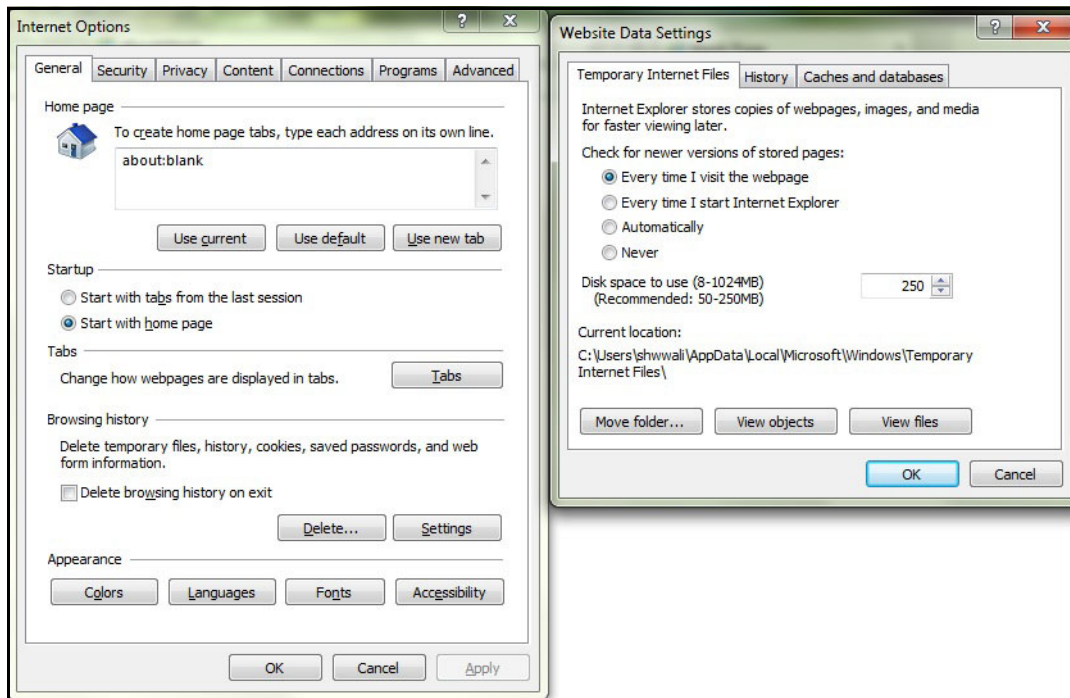 Internet Options
General Security Privacy Content Connections Programs Advanced
Home page
To create home page tabs, type each address on its own line.
about:blank
Use current Use default Use new tab
Startup
Start with tabs from the last session
Start with home page
Tabs
Change how webpages are displayed in tabs.
Tabs
Browsing history
Delete temporary files, history, cookies, saved passwords, and web
form information.
Delete browsing history on exit
Delete... Settings
Appearance
Colors Languages Fonts Accessibility
OK Cancel Apply
Website Data Settings
Temporary Internet Files History Caches and databases
Internet Explorer stores copies of webpages, images, and media
for faster viewing later.
Check for newer versions of stored pages:
Every time I visit the webpage
Every time I start Internet Explorer
Automatically
Never
Disk space to use (8-1024MB) 250
(Recommended: 50-250MB)
Current location:
C:\Users\shwwali\AppData\Local\Microsoft\Windows\Temporary
Internet Files\
Move folder... View objects View files
OK Cancel